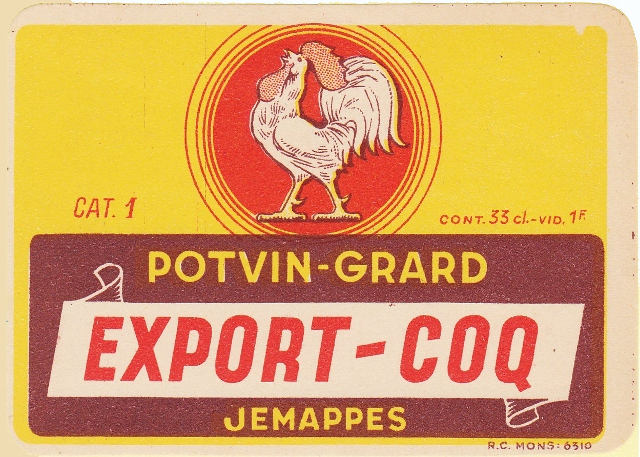 CAT. 1
CONT. 33 cl.-VID. 1F.
POTVIN-GRARD
EXPORT-COQ
JEMAPPES
R.C. MONS: 6310